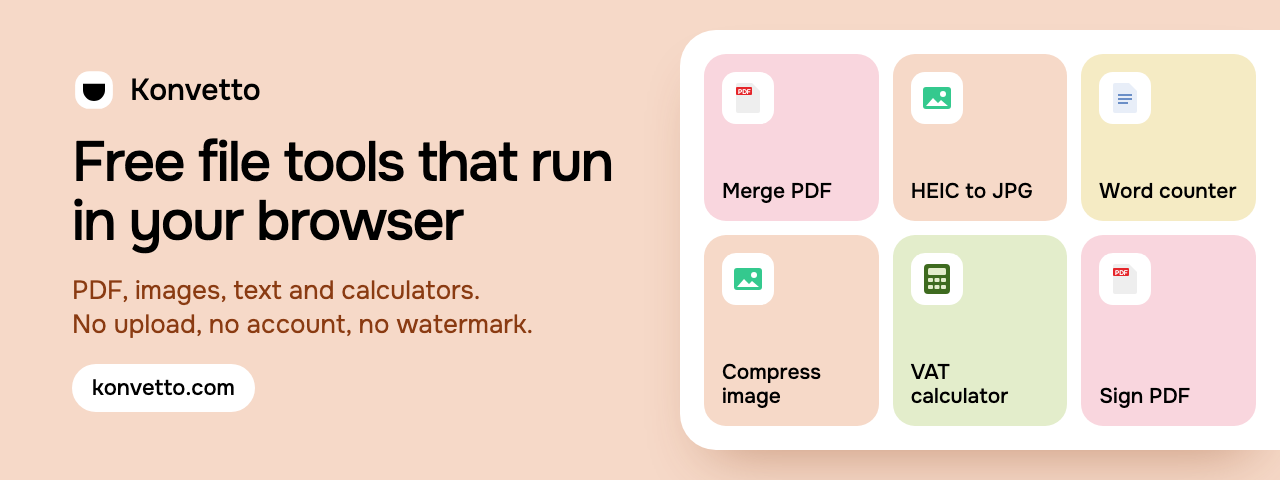 Konvetto
Free file tools that run
in your browser
PDF, images, text and calculators.
No upload, no account, no watermark.
konvetto.com
PDF
Merge PDF
HEIC to JPG
Word counter
Compress
image
VAT
calculator
PDF
Sign PDF